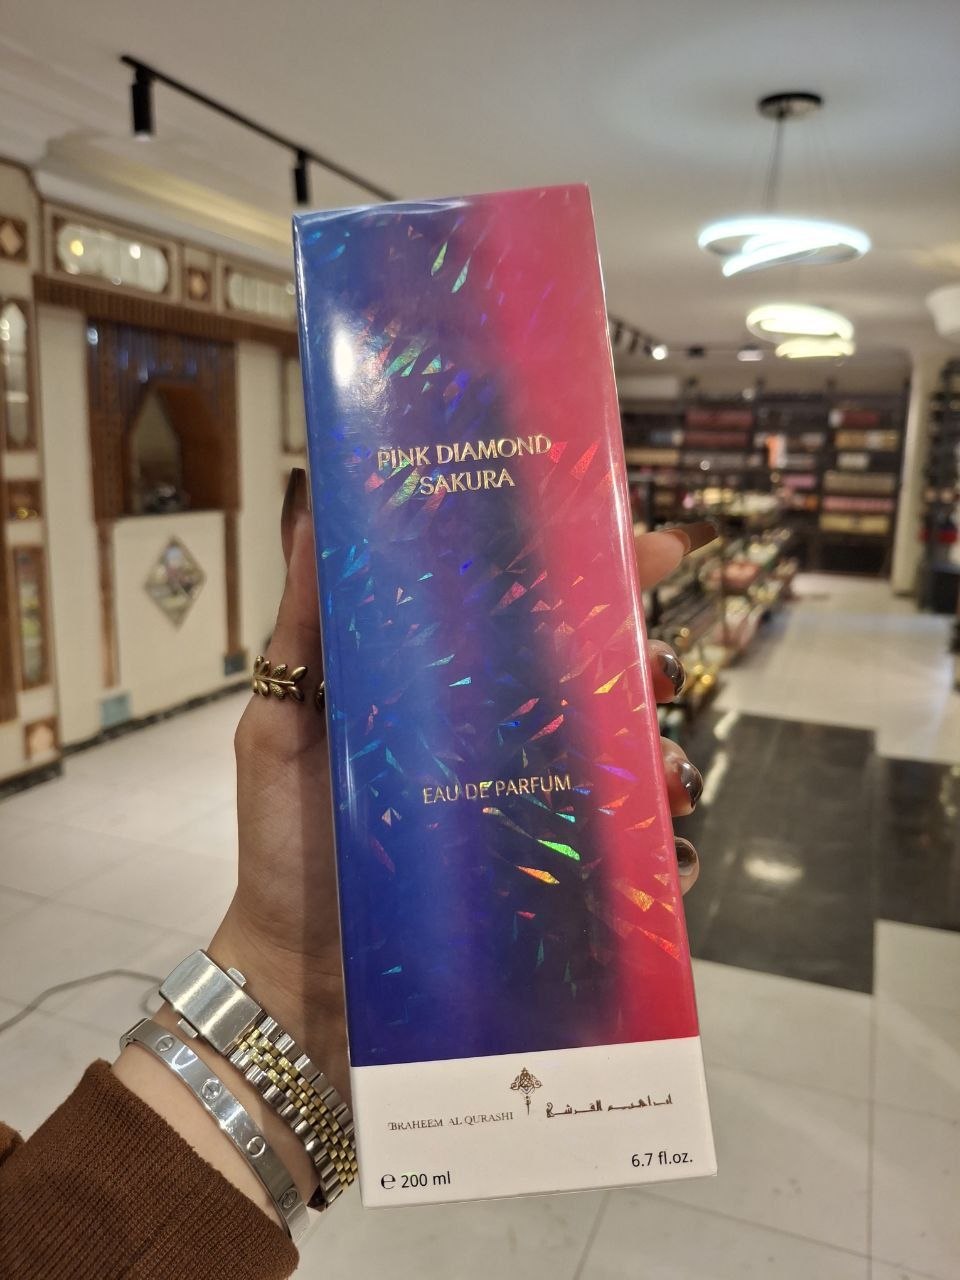 PINK DIAMOND
SAKURA
EAU DE PARFUM
IBRAHEEM AL QURASHI
ابراهيم القرشي
℮ 200 ml
6.7 fl.oz.